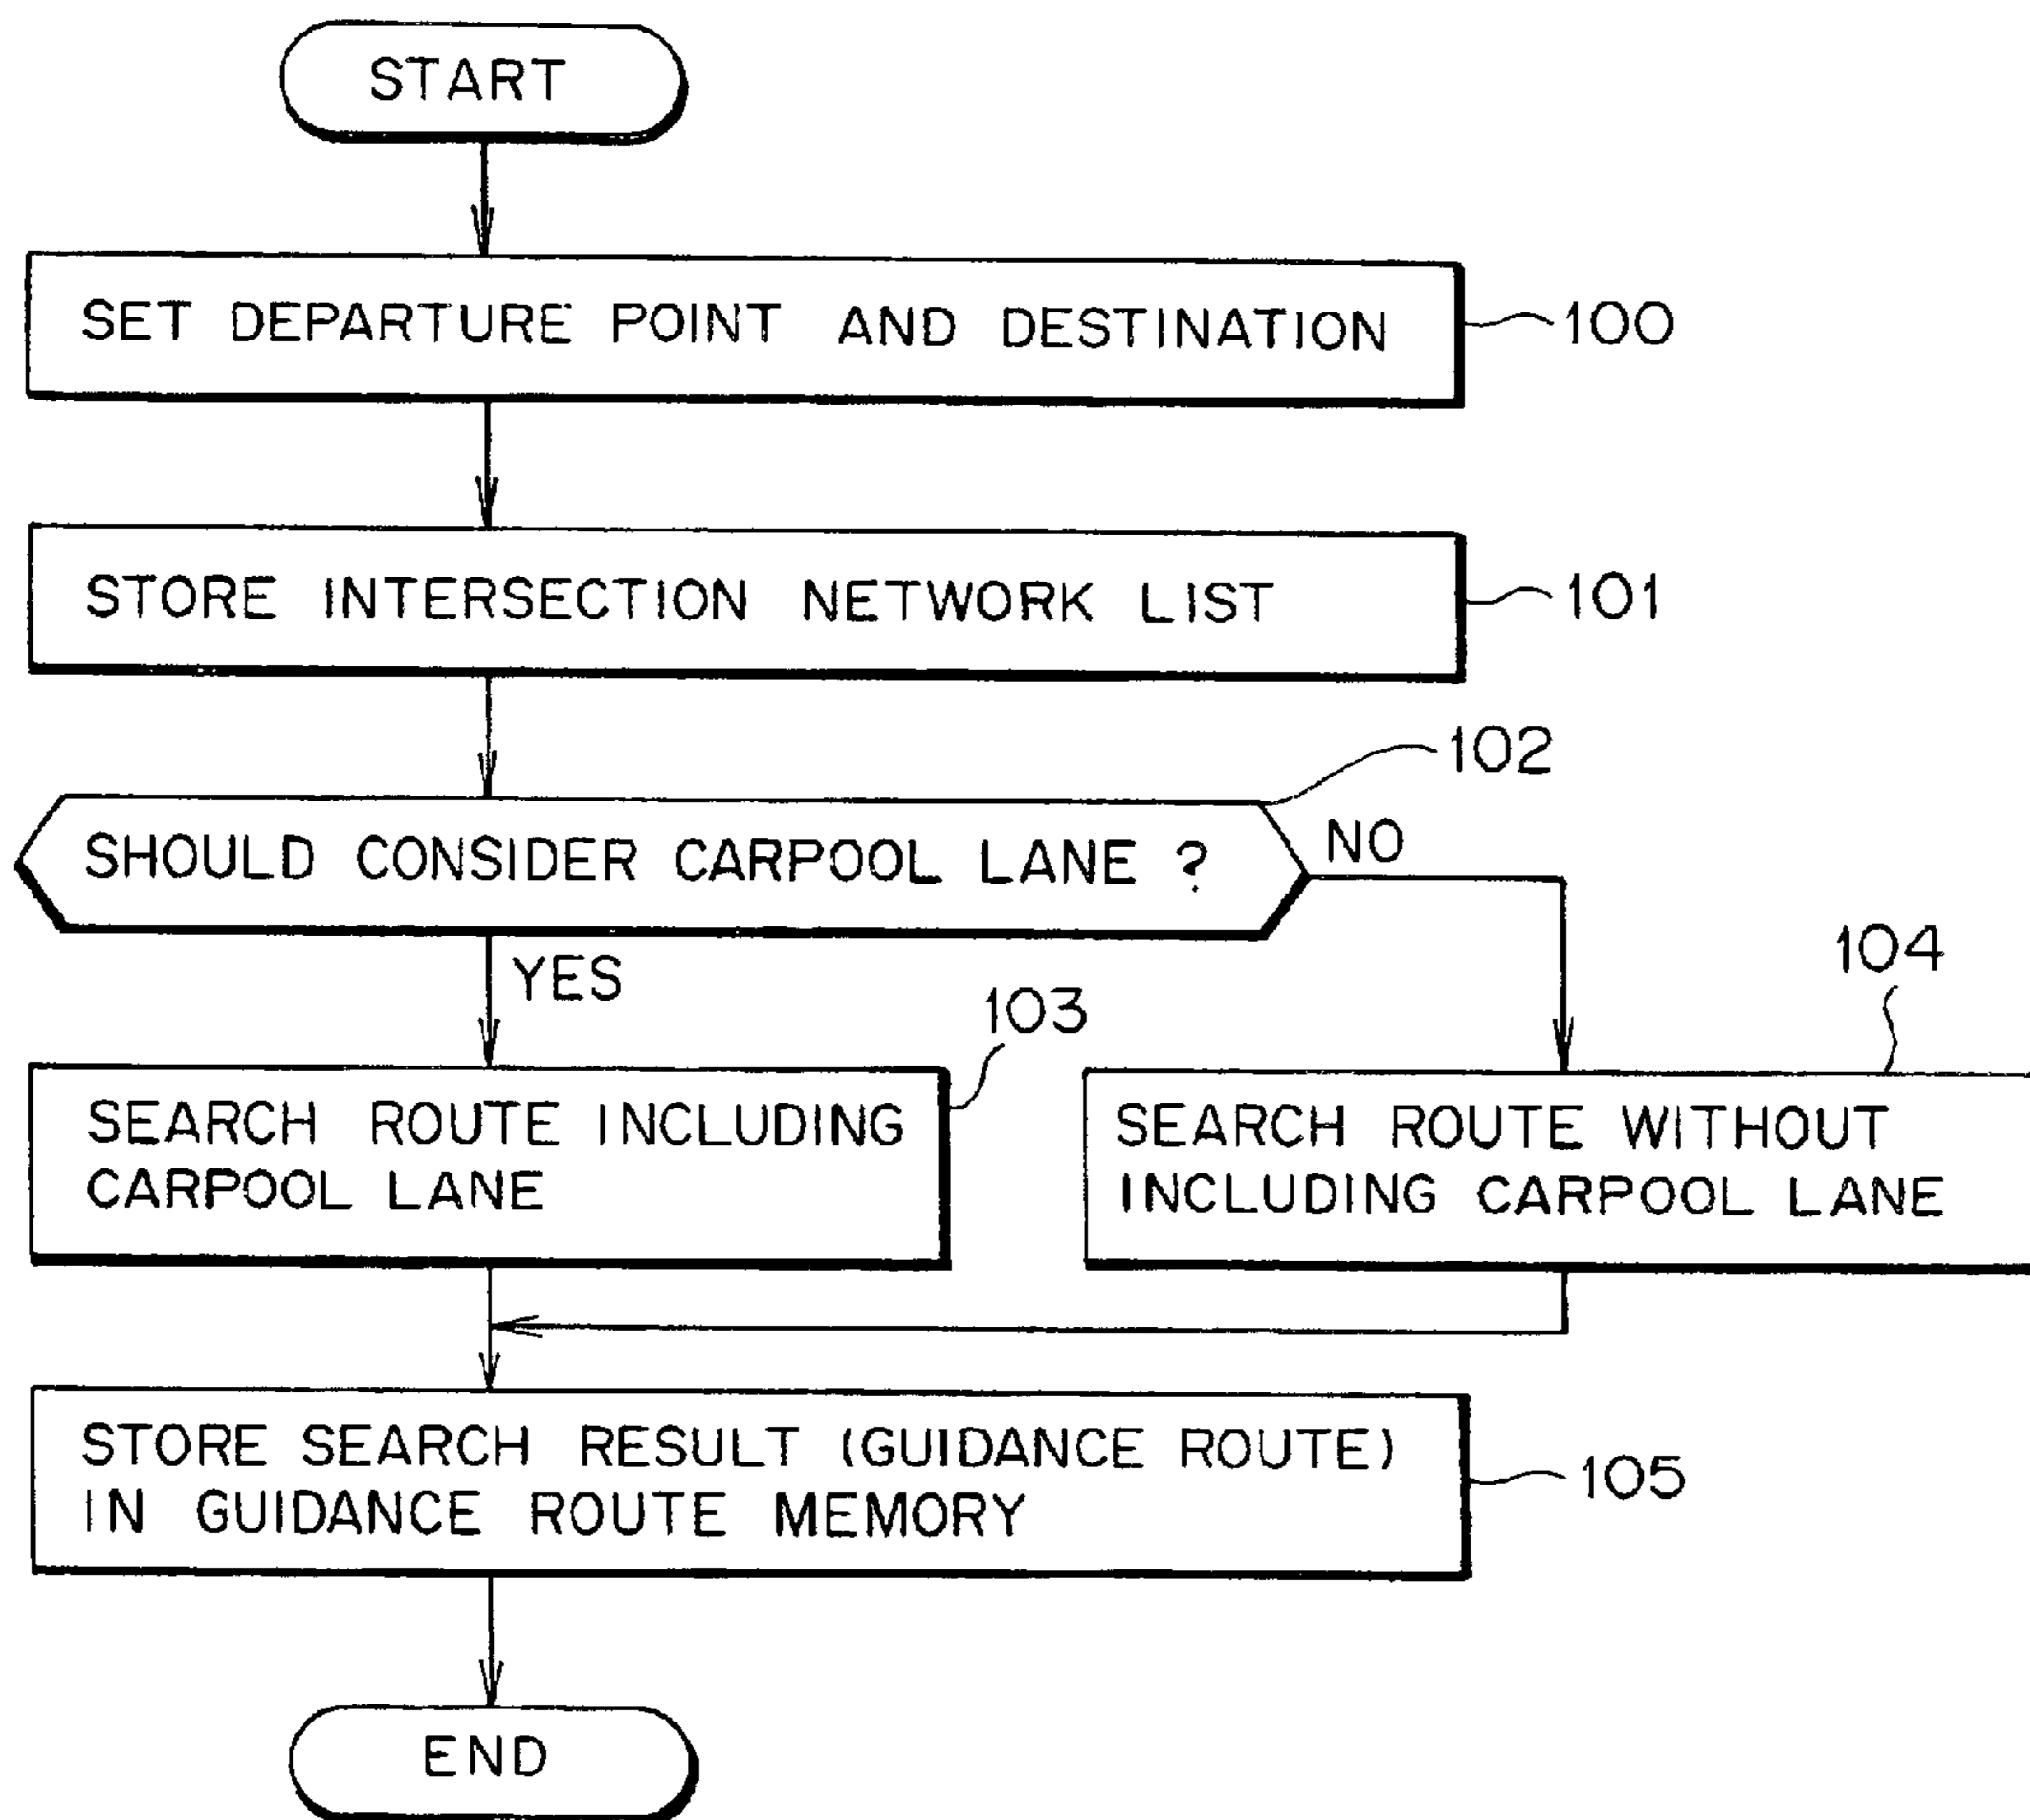 START
SET DEPARTURE POINT AND DESTINATION
100
STORE INTERSECTION NETWORK LIST
101
102
SHOULD CONSIDER CARPOOL LANE ?
NO
YES
103
104
SEARCH ROUTE INCLUDING
CARPOOL LANE
SEARCH ROUTE WITHOUT
INCLUDING CARPOOL LANE
STORE SEARCH RESULT (GUIDANCE ROUTE)
IN GUIDANCE ROUTE MEMORY
105
END